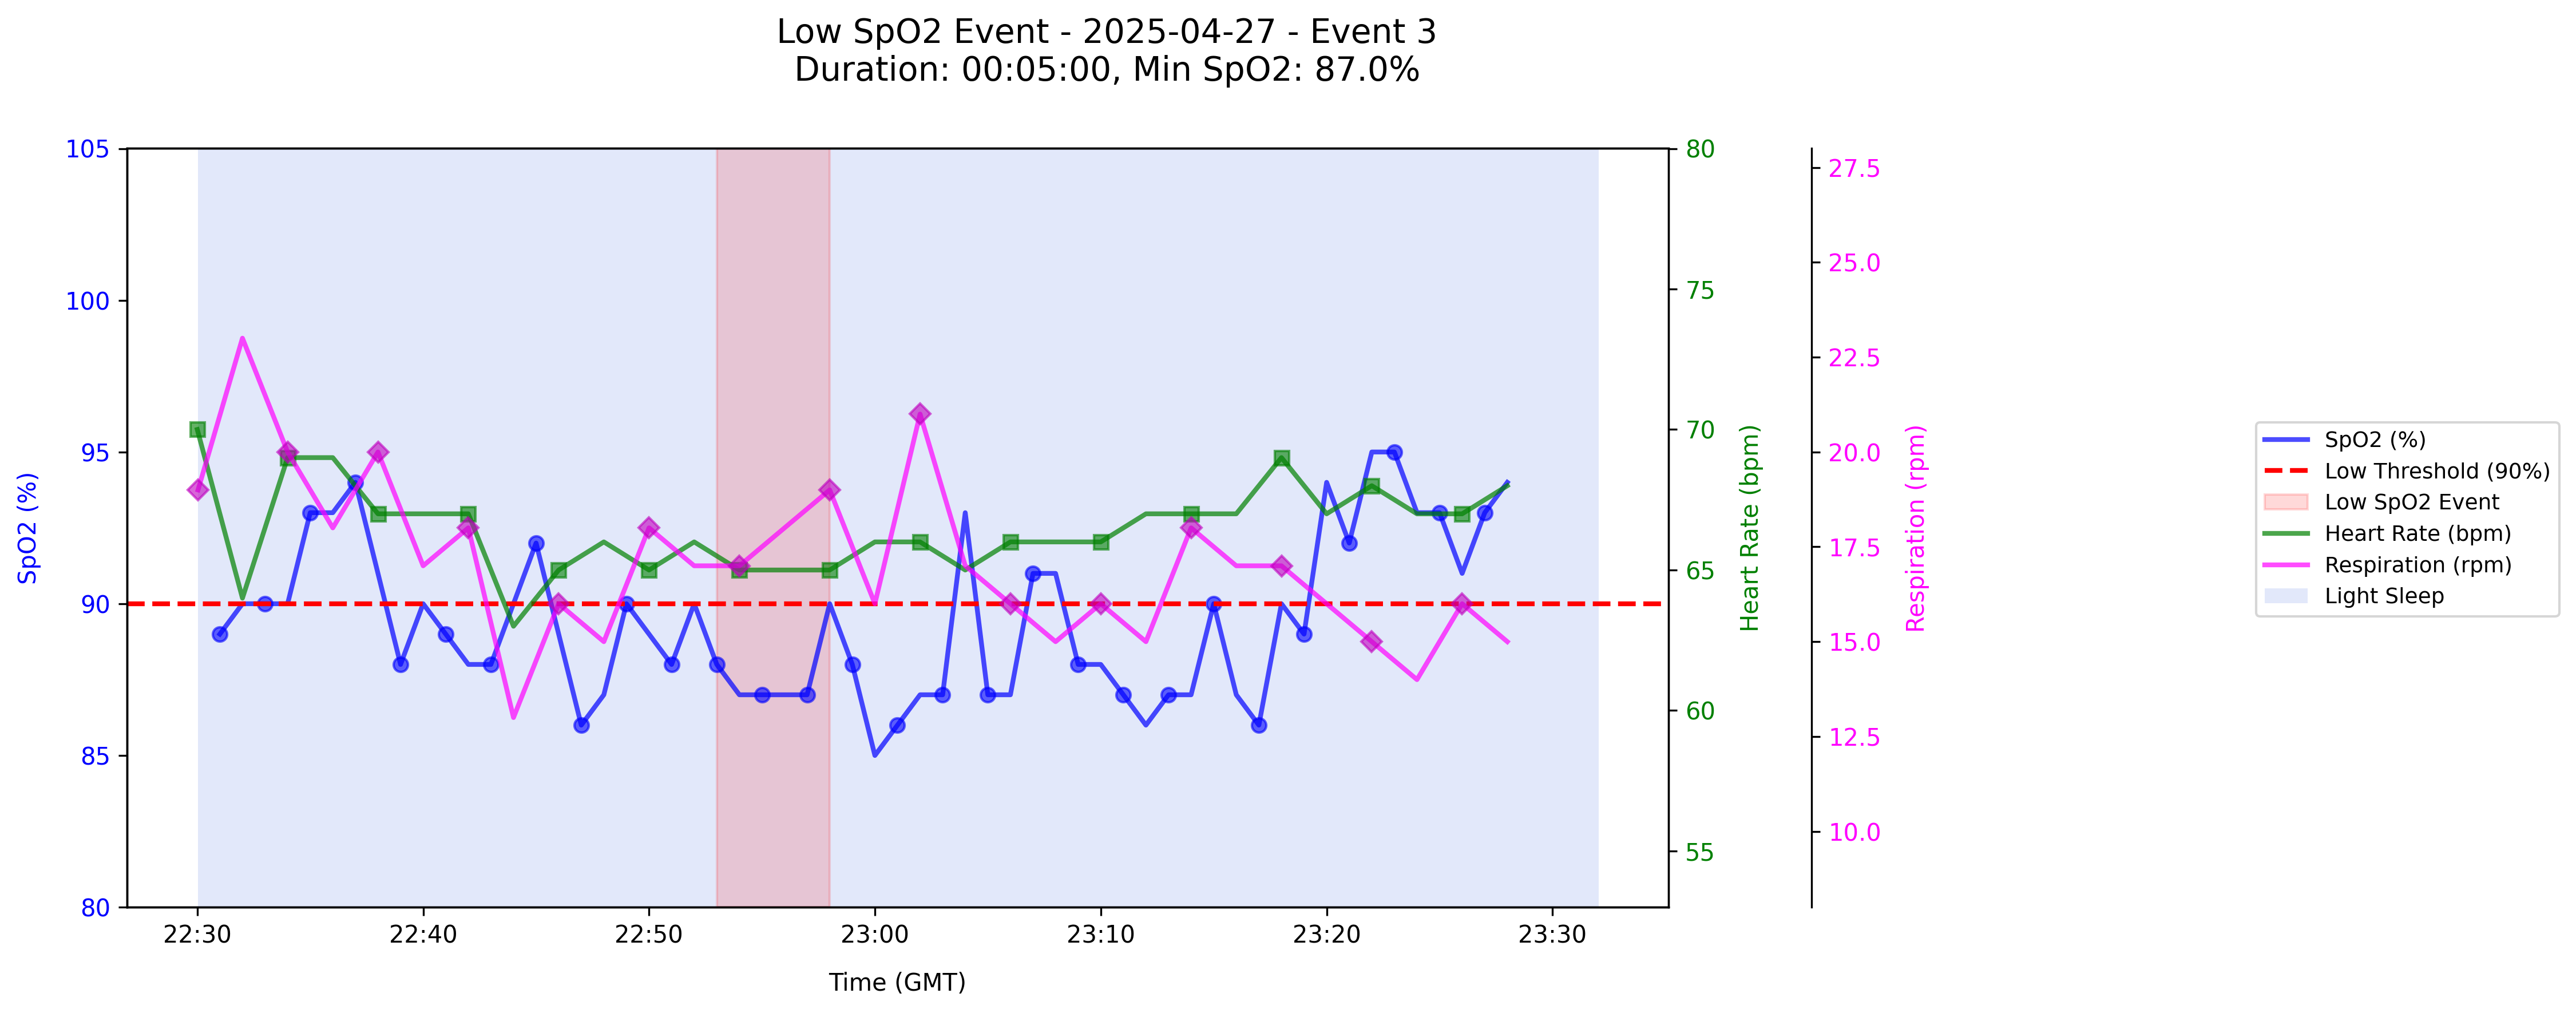 Low SpO2 Event - 2025-04-27 - Event 3
Duration: 00:05:00, Min SpO2: 87.0%
SpO2 (%)
105
100
95
90
85
80
22:30
22:40
22:50
23:00
23:10
23:20
23:30
Time (GMT)
80
75
70
65
60
55
Heart Rate (bpm)
27.5
25.0
22.5
20.0
17.5
15.0
12.5
10.0
Respiration (rpm)
SpO2 (%)
Low Threshold (90%)
Low SpO2 Event
Heart Rate (bpm)
Respiration (rpm)
Light Sleep